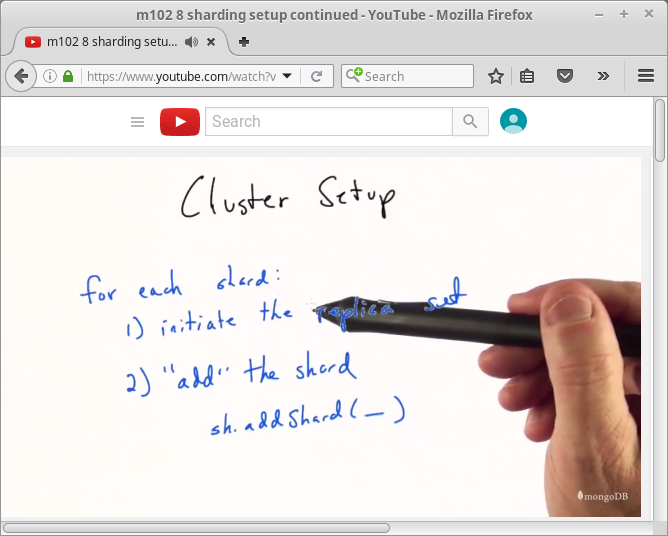 m102 8 sharding setup continued - YouTube - Mozilla Firefox
m102 8 sharding setu...
https://www.youtube.com/watch?v
Search
Search
Cluster Setup
for each shard:
1) initiate the replica set
2) "add" the shard
sh.addShard( _ )
mongoDB